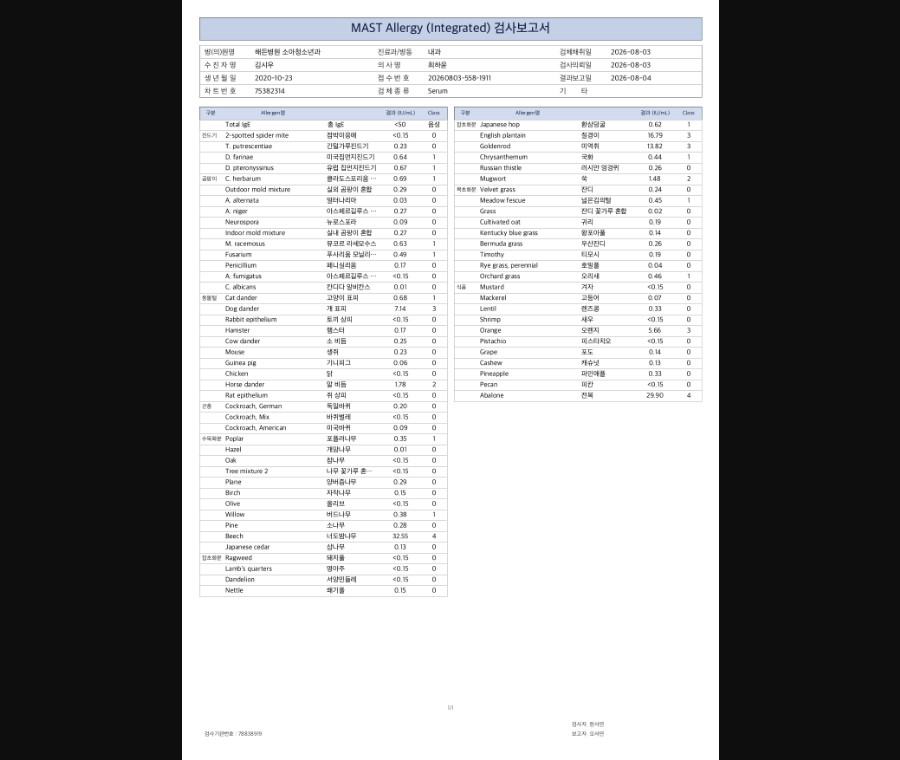 MAST Allergy (Integrated) 검사보고서
병(의)원명 해든병원 소아청소년과 진료과/병동 내과 검체채취일 2026-08-03
수 진 자 명 김시우 의 사 명 최하윤 검사의뢰일 2026-08-03
생 년 월 일 2020-10-23 접 수 번 호 20260803-558-1911 결과보고일 2026-08-04
차 트 번 호 75382314 검 체 종 류 Serum 기 타
구분 Allergen명 결과 (IU/mL) Class
Total IgE 총 IgE <50 음성
진드기 2-spotted spider mite 점박이응애 <0.15 0
T. putrescentiae 긴털가루진드기 0.23 0
D. farinae 미국집먼지진드기 0.64 1
D. pteronyssinus 유럽 집먼지진드기 0.67 1
곰팡이 C. herbarum 클라도스포리움 ··· 0.69 1
Outdoor mold mixture 실외 곰팡이 혼합 0.29 0
A. alternata 알터나리아 0.03 0
A. niger 아스페르길루스 ··· 0.27 0
Neurospora 뉴로스포라 0.09 0
Indoor mold mixture 실내 곰팡이 혼합 0.27 0
M. racemosus 뮤코르 라세모수스 0.63 1
Fusarium 푸사리움 모닐리··· 0.49 1
Penicillium 페니실리움 0.17 0
A. fumigatus 아스페르길루스 ··· <0.15 0
C. albicans 칸디다 알비칸스 0.01 0
동물털 Cat dander 고양이 표피 0.68 1
Dog dander 개 표피 7.14 3
Rabbit epithelium 토끼 상피 <0.15 0
Hamster 햄스터 0.17 0
Cow dander 소 비듬 0.25 0
Mouse 생쥐 0.23 0
Guinea pig 기니피그 0.06 0
Chicken 닭 <0.15 0
Horse dander 말 비듬 1.78 2
Rat epithelium 쥐 상피 <0.15 0
곤충 Cockroach, German 독일바퀴 0.20 0
Cockroach, Mix 바퀴벌레 <0.15 0
Cockroach, American 미국바퀴 0.09 0
수목화분 Poplar 포플러나무 0.35 1
Hazel 개암나무 0.01 0
Oak 참나무 <0.15 0
Tree mixture 2 나무 꽃가루 혼··· <0.15 0
Plane 양버즘나무 0.29 0
Birch 자작나무 0.15 0
Olive 올리브 <0.15 0
Willow 버드나무 0.38 1
Pine 소나무 0.28 0
Beech 너도밤나무 32.55 4
Japanese cedar 삼나무 0.13 0
잡초화분 Ragweed 돼지풀 <0.15 0
Lamb's quarters 명아주 <0.15 0
Dandelion 서양민들레 <0.15 0
Nettle 쐐기풀 0.15 0
구분 Allergen명 결과 (IU/mL) Class
잡초화분 Japanese hop 환삼덩굴 0.62 1
English plantain 질경이 16.79 3
Goldenrod 미역취 13.82 3
Chrysanthemum 국화 0.44 1
Russian thistle 러시안 엉겅퀴 0.26 0
Mugwort 쑥 1.48 2
목초화분 Velvet grass 잔디 0.24 0
Meadow fescue 넓은김의털 0.45 1
Grass 잔디 꽃가루 혼합 0.02 0
Cultivated oat 귀리 0.19 0
Kentucky blue grass 왕포아풀 0.14 0
Bermuda grass 우산잔디 0.26 0
Timothy 티모시 0.19 0
Rye grass, perennial 호밀풀 0.04 0
Orchard grass 오리새 0.46 1
식품 Mustard 겨자 <0.15 0
Mackerel 고등어 0.07 0
Lentil 렌즈콩 0.33 0
Shrimp 새우 <0.15 0
Orange 오렌지 5.66 3
Pistachio 피스타치오 <0.15 0
Grape 포도 0.14 0
Cashew 캐슈넛 0.13 0
Pineapple 파인애플 0.33 0
Pecan 피칸 <0.15 0
Abalone 전복 29.90 4
1/1
검사자 한서연
검사기관번호 : 78838919 보고자 오서연